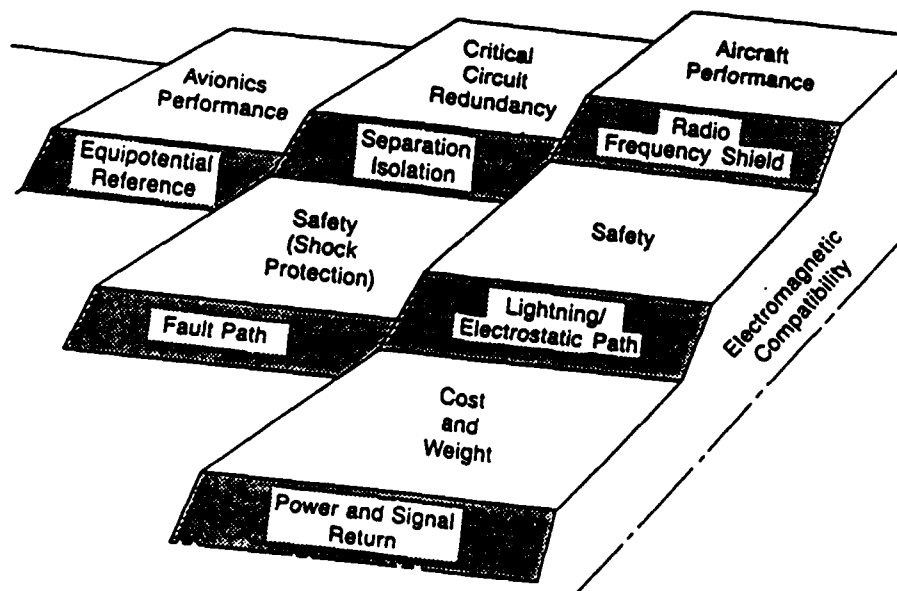 Avionics
Performance
Critical
Circuit
Redundancy
Aircraft
Performance
Equipotential
Reference
Separation
Isolation
Radio
Frequency Shield
Safety
(Shock
Protection)
Safety
Fault Path
Lightning/
Electrostatic Path
Electromagnetic
Compatibility
Cost
and
Weight
Power and Signal
Return